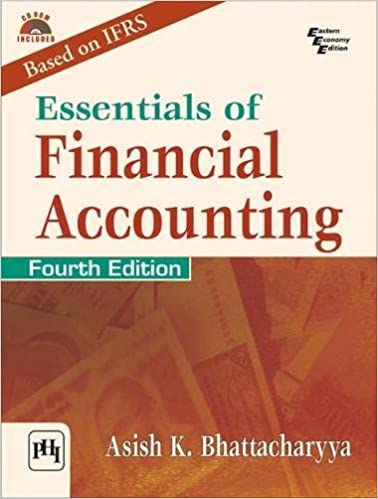 CD-ROM
INCLUDED
Based on IFRS
Eastern
Economy
Edition
Essentials of
Financial
Accounting
Fourth Edition
PHI
Asish K. Bhattacharyya